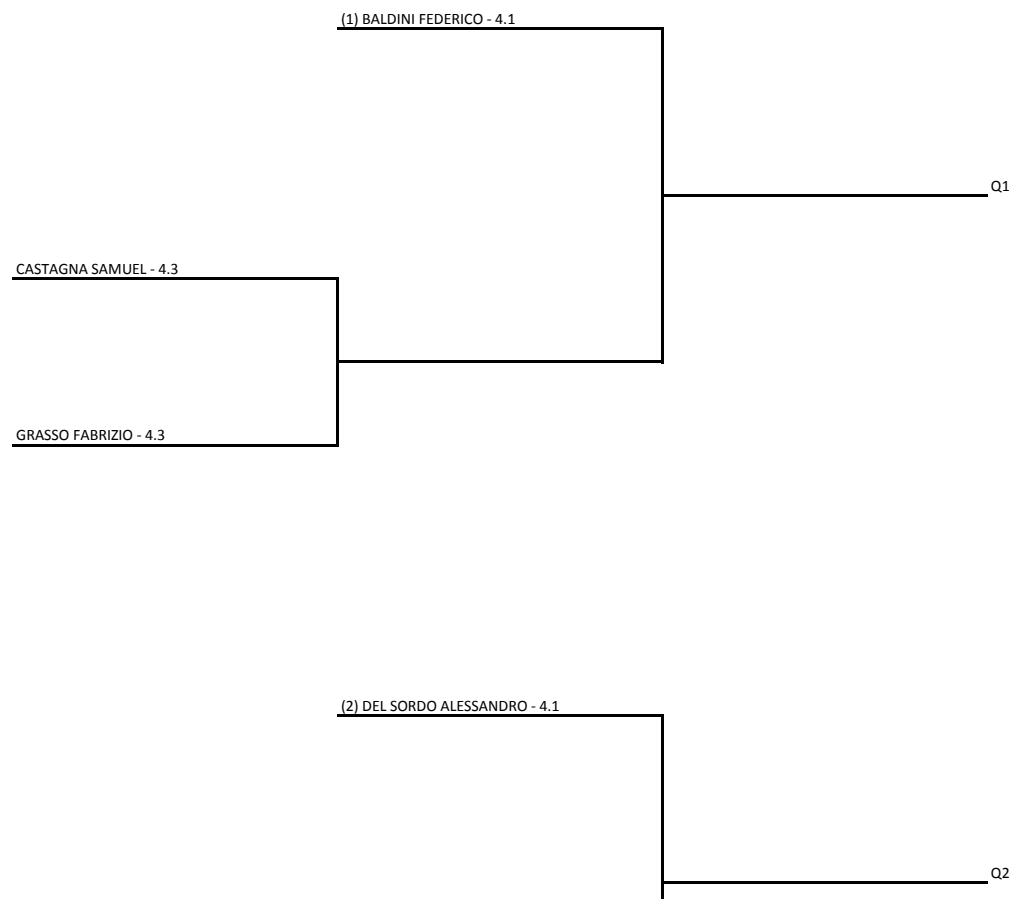 (1) BALDINI FEDERICO - 4.1
Q1
CASTAGNA SAMUEL - 4.3
GRASSO FABRIZIO - 4.3
(2) DEL SORDO ALESSANDRO - 4.1
Q2